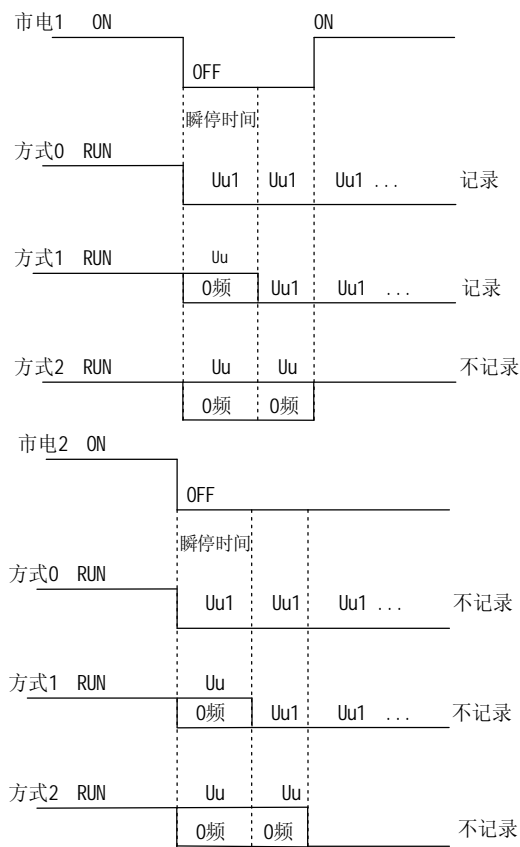 市电1 ON ON
OFF
瞬停时间
方式0 RUN
Uu1 Uu1 Uu1 ... 记录
方式1 RUN Uu
0频 Uu1 Uu1 ... 记录
方式2 RUN Uu Uu 不记录
0频 0频
市电2 ON
OFF
瞬停时间
方式0 RUN
Uu1 Uu1 Uu1 ... 不记录
方式1 RUN Uu
0频 Uu1 Uu1 ... 不记录
方式2 RUN Uu Uu
0频 0频 不记录